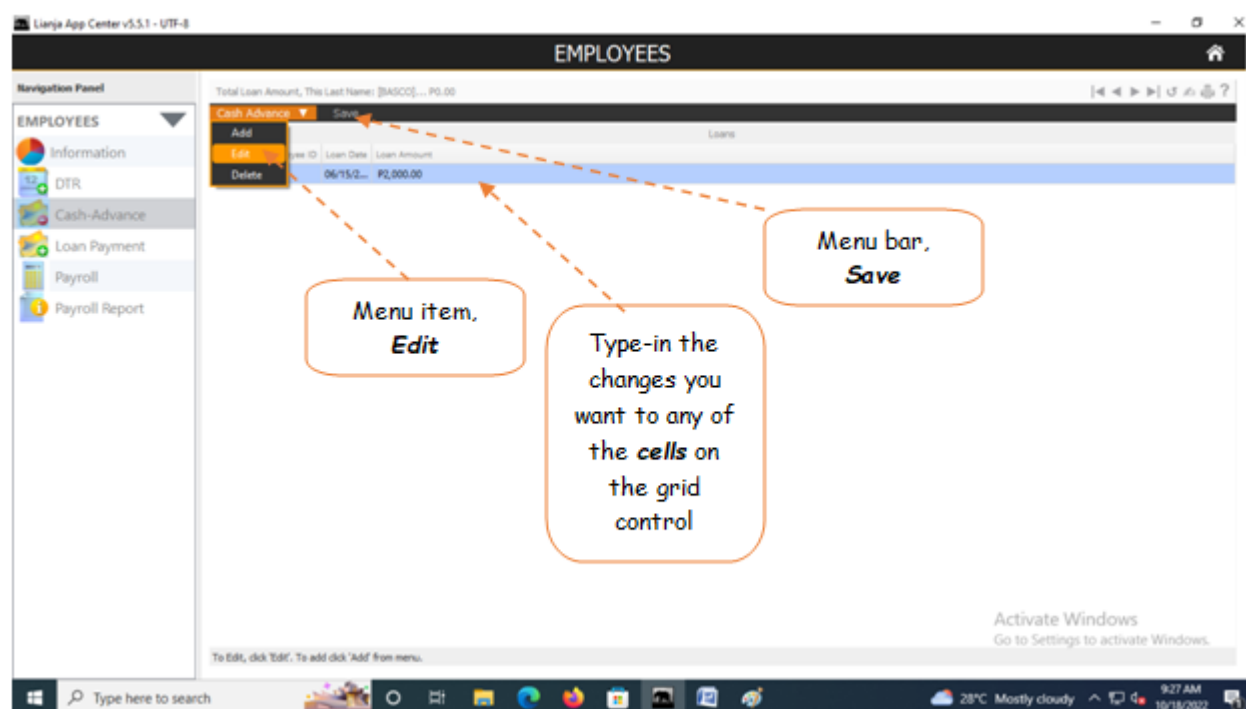 Lianja App Center v5.5.1 - UTF-8
EMPLOYEES
Navigation Panel
Total Loan Amount, This Last Name: [BASCO]... P0.00
EMPLOYEES
Cash Advance Save
Add
Loans
Information
Edit yee ID Loan Date Loan Amount
Delete 06/15/2... P2,000.00
DTR
Cash-Advance
Loan Payment
Payroll
Payroll Report
Menu bar,
Save
Menu item,
Edit
Type-in the
changes you
want to any of
the cells on
the grid
control
Activate Windows
Go to Settings to activate Windows.
To Edit, click 'Edit'. To add click 'Add' from menu.
Type here to search
28°C Mostly cloudy
9:27 AM
10/18/2022